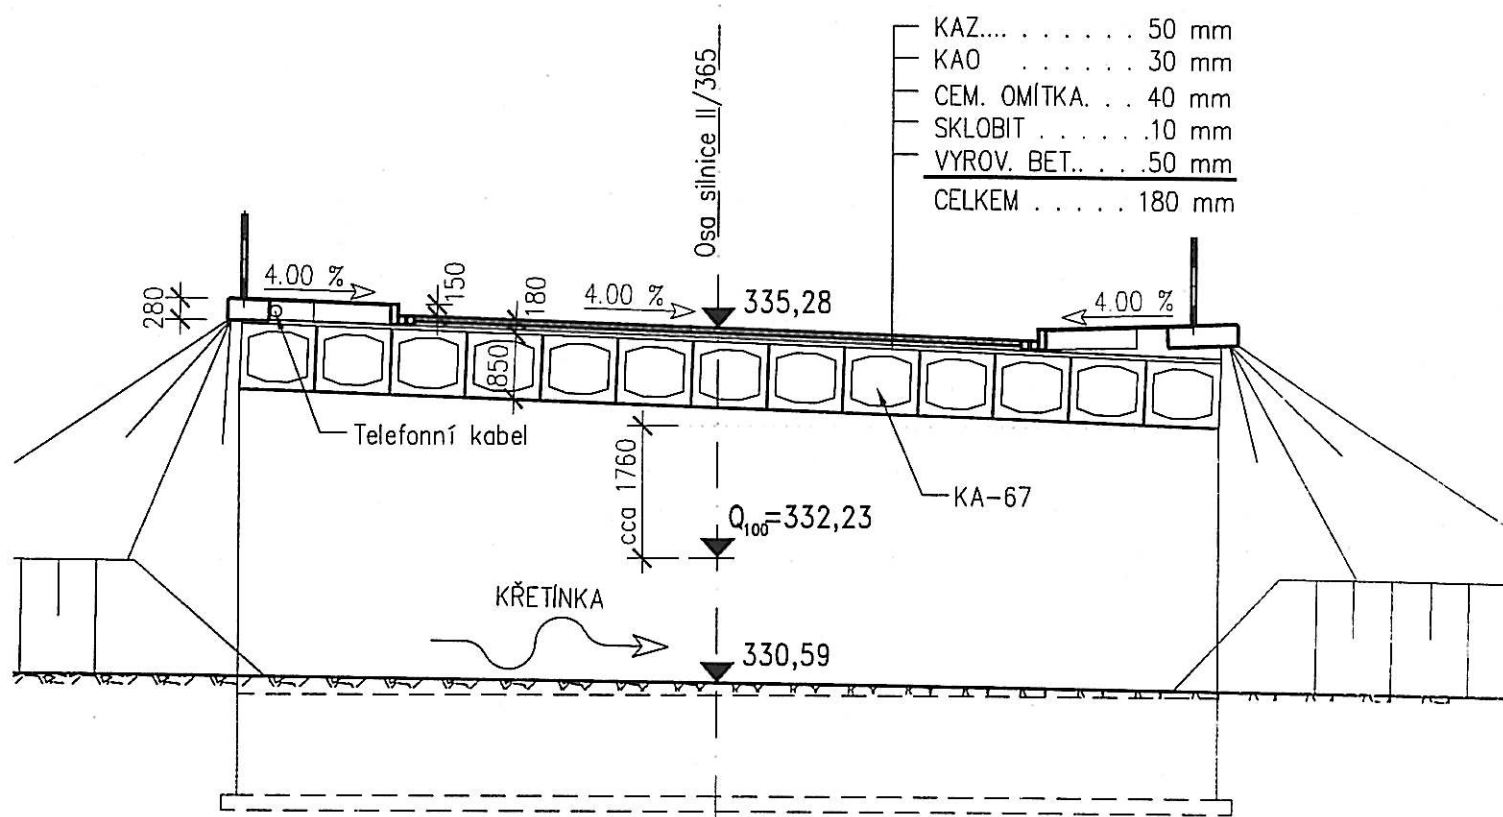 KAZ.... . . . . . . 50 mm
KAO . . . . . . 30 mm
CEM. OMÍTKA. . . 40 mm
SKLOBIT . . . . . .10 mm
VYROV. BET.. . . .50 mm
CELKEM . . . . . 180 mm
Osa silnice II/365
280
4.00 %
150
180
4.00 %
335,28
4.00 %
850
Telefonní kabel
cca 1760
KA-67
Q100=332,23
KŘETÍNKA
330,59